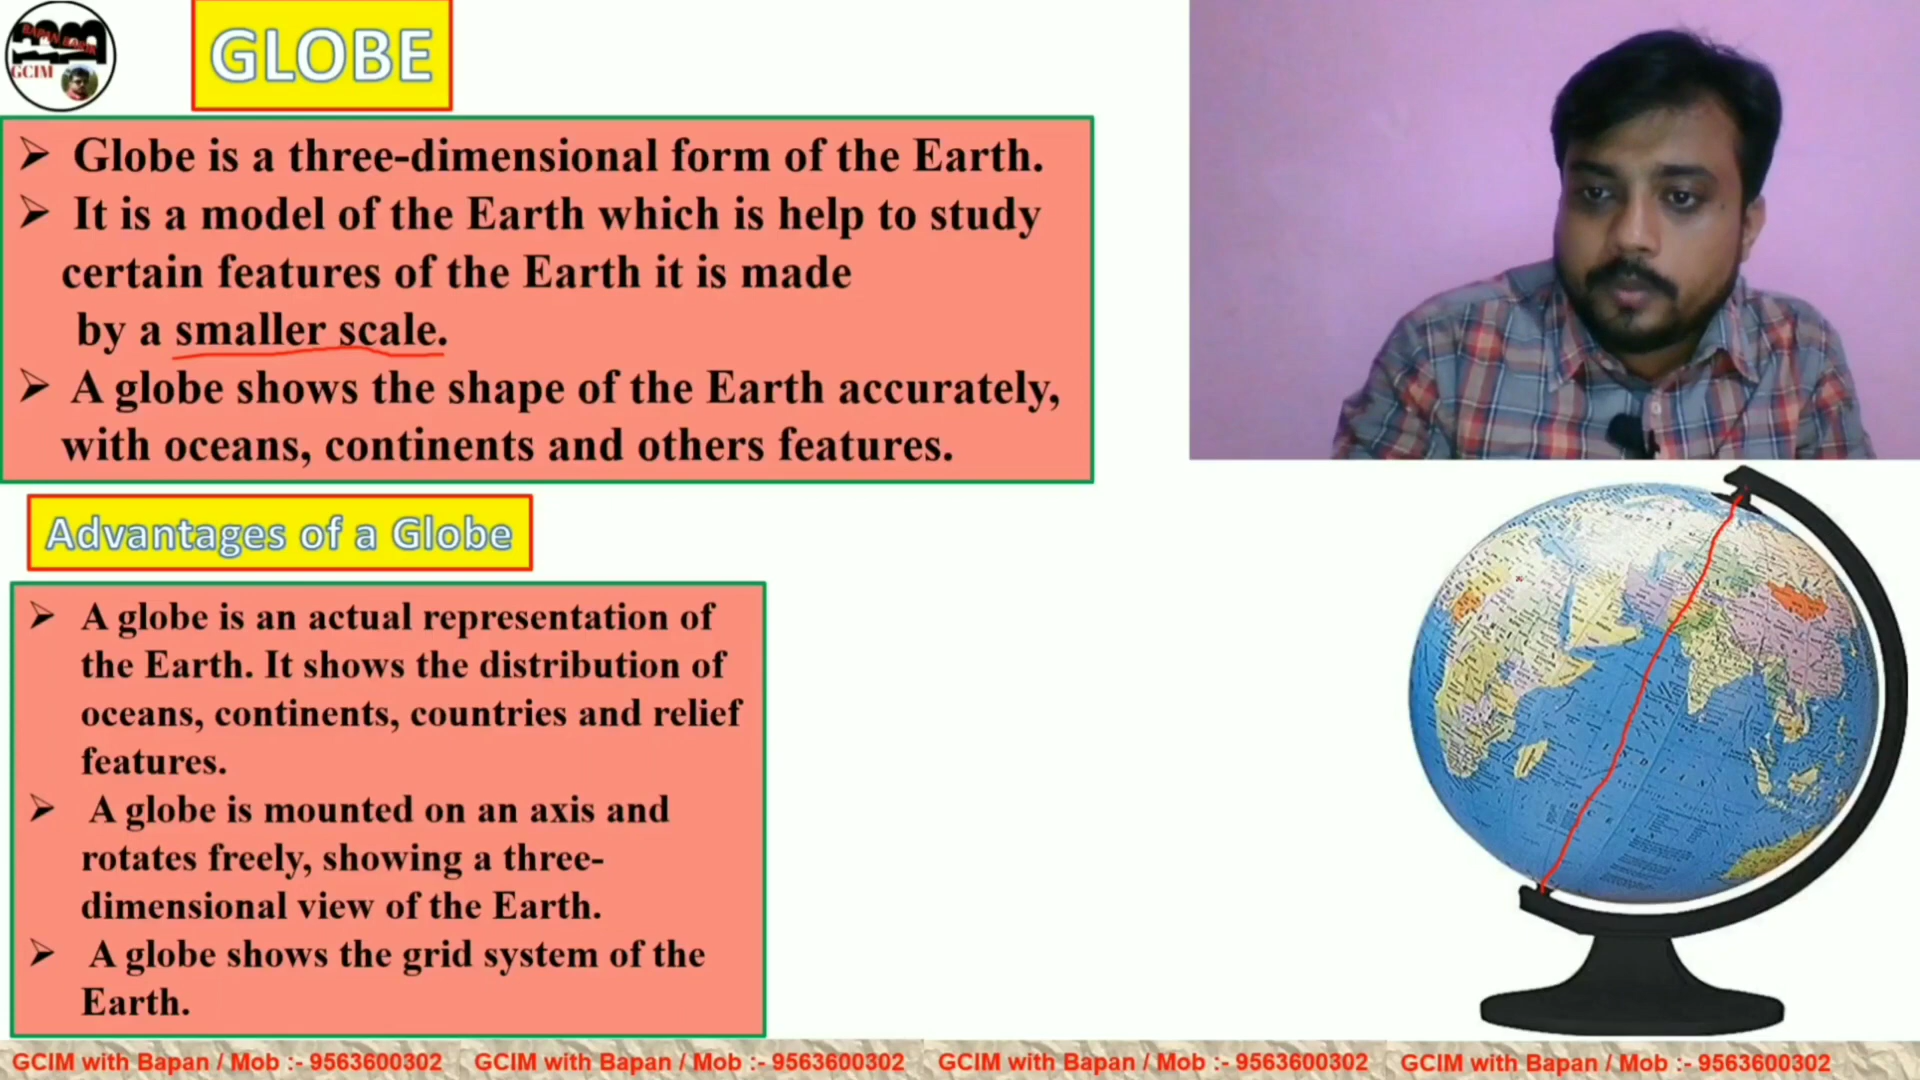 BAPAN
GCIM
GLOBE
➢ Globe is a three-dimensional form of the Earth.
➢ It is a model of the Earth which is help to study
certain features of the Earth it is made
by a smaller scale.
➢ A globe shows the shape of the Earth accurately,
with oceans, continents and others features.
Advantages of a Globe
➢ A globe is an actual representation of
the Earth. It shows the distribution of
oceans, continents, countries and relief
features.
➢ A globe is mounted on an axis and
rotates freely, showing a three-
dimensional view of the Earth.
➢ A globe shows the grid system of the
Earth.
GCIM with Bapan / Mob :- 9563600302 GCIM with Bapan / Mob :- 9563600302 GCIM with Bapan / Mob :- 9563600302 GCIM with Bapan / Mob :- 9563600302